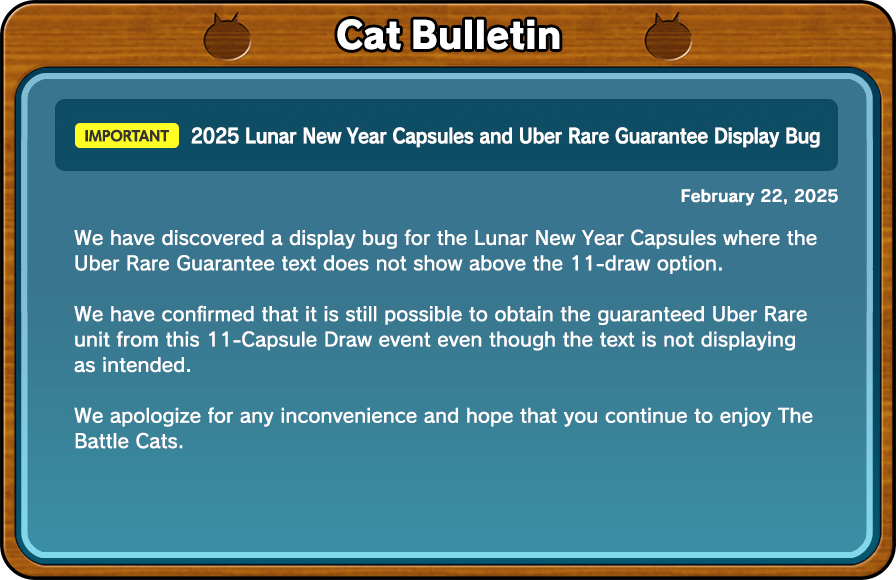 Cat Bulletin
IMPORTANT 2025 Lunar New Year Capsules and Uber Rare Guarantee Display Bug
February 22, 2025
We have discovered a display bug for the Lunar New Year Capsules where the
Uber Rare Guarantee text does not show above the 11-draw option.
We have confirmed that it is still possible to obtain the guaranteed Uber Rare
unit from this 11-Capsule Draw event even though the text is not displaying
as intended.
We apologize for any inconvenience and hope that you continue to enjoy The
Battle Cats.